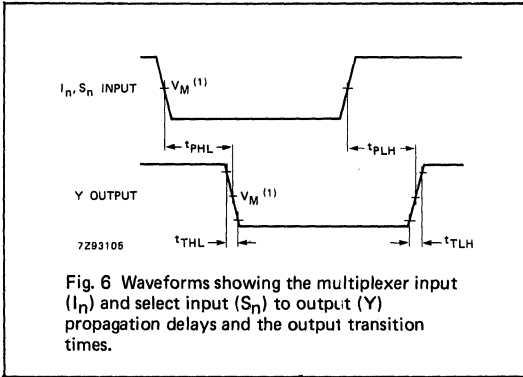 In, Sn INPUT
VM (1)
tPHL
tPLH
Y OUTPUT
VM (1)
7Z93105
tTHL
tTLH
Fig. 6 Waveforms showing the multiplexer input
(In) and select input (Sn) to output (Y)
propagation delays and the output transition
times.